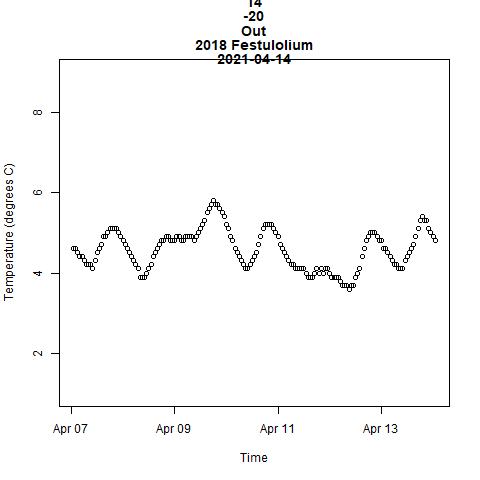 14
-20
Out
2018 Festulolium
2021-04-14
8
6
4
2
Temperature (degrees C)
Apr 07
Apr 09
Apr 11
Apr 13
Time